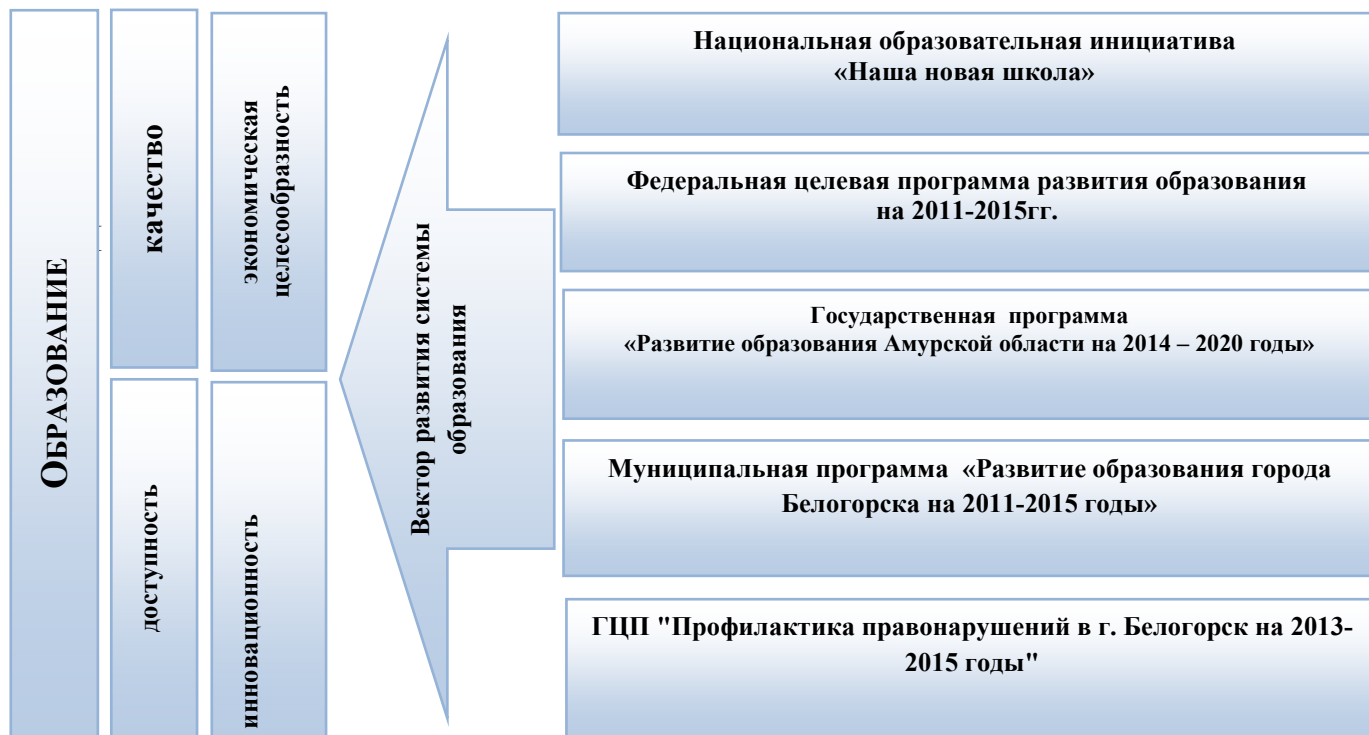 ОБРАЗОВАНИЕ
качество
экономическая
целесообразность
доступность
инновационность
Вектор развития системы
образования
Национальная образовательная инициатива
«Наша новая школа»
Федеральная целевая программа развития образования
на 2011-2015гг.
Государственная  программа
«Развитие образования Амурской области на 2014 – 2020 годы»
Муниципальная программа  «Развитие образования города
Белогорска на 2011-2015 годы»
ГЦП "Профилактика правонарушений в г. Белогорск на 2013-
2015 годы"